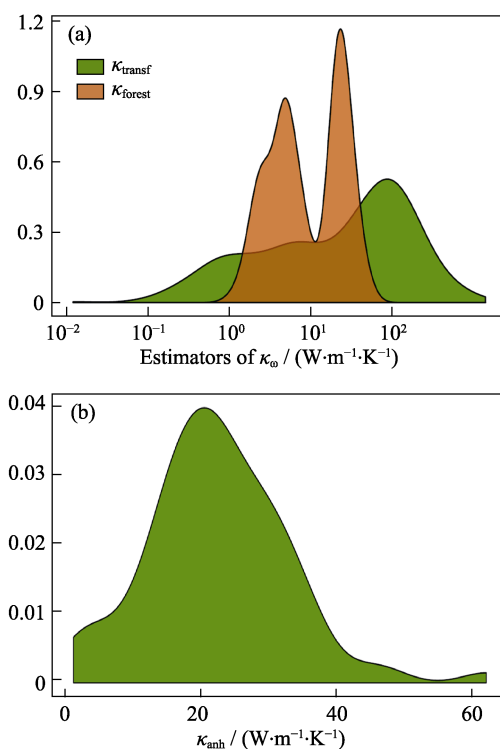 1.2
(a)
κtransf
κforest
0.9
0.6
0.3
0
10⁻² 10⁻¹ 10⁰ 10¹ 10²
Estimators of κω / (W·m⁻¹·K⁻¹)
0.04
(b)
0.03
0.02
0.01
0
0 20 40 60
κanh / (W·m⁻¹·K⁻¹)